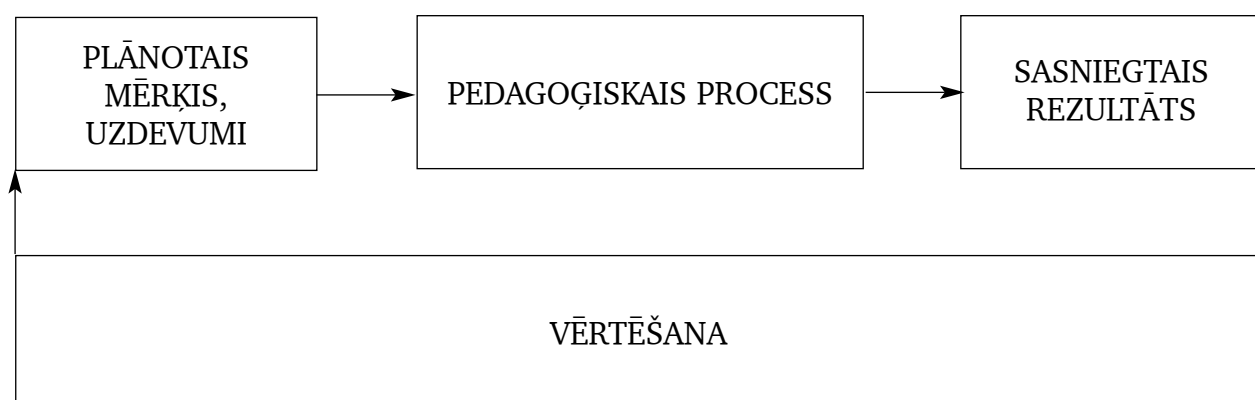 PLĀNOTAIS
MĒRĶIS,
UZDEVUMI
PEDAGOĢISKAIS PROCESS
SASNIEGTAIS
REZULTĀTS
VĒRTĒŠANA